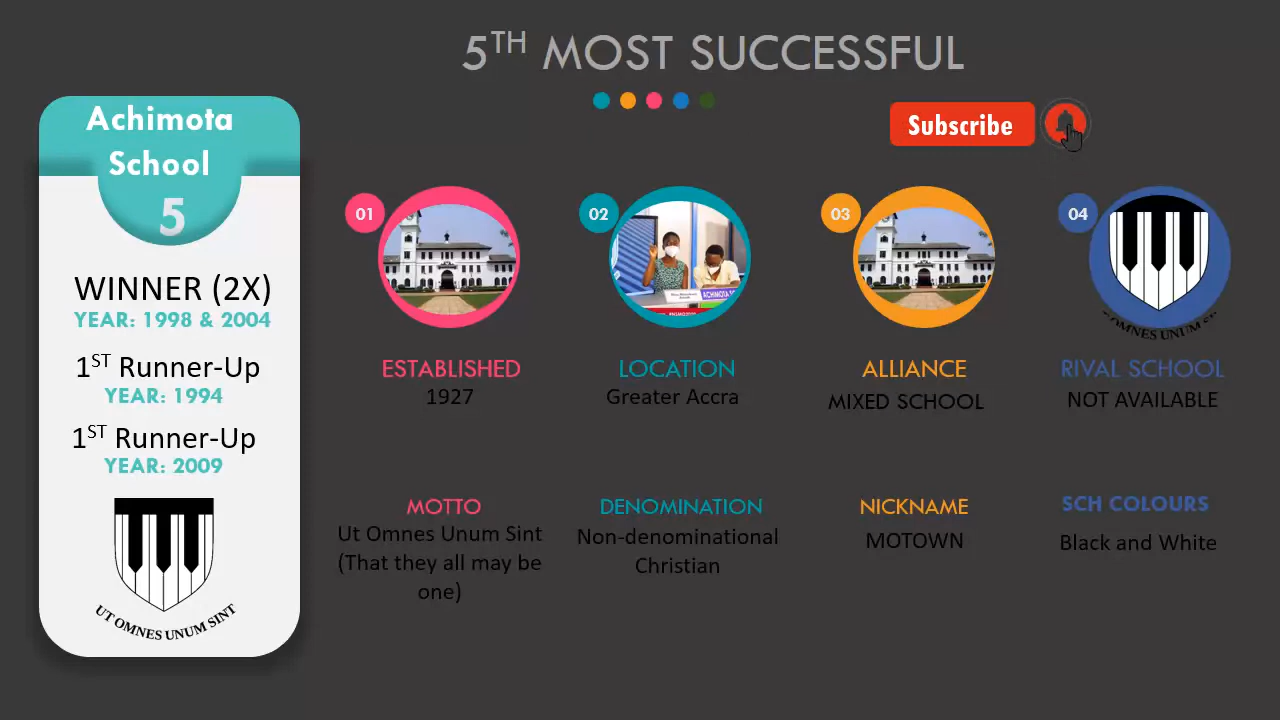 5TH MOST SUCCESSFUL
Achimota
School
5
WINNER (2X)
YEAR: 1998 & 2004
1ST Runner-Up
YEAR: 1994
1ST Runner-Up
YEAR: 2009
UT OMNES UNUM SINT
Subscribe
01
02
03
04
OMNES UNUM S
ESTABLISHED
1927
LOCATION
Greater Accra
ALLIANCE
MIXED SCHOOL
RIVAL SCHOOL
NOT AVAILABLE
MOTTO
Ut Omnes Unum Sint
(That they all may be
one)
DENOMINATION
Non-denominational
Christian
NICKNAME
MOTOWN
SCH COLOURS
Black and White